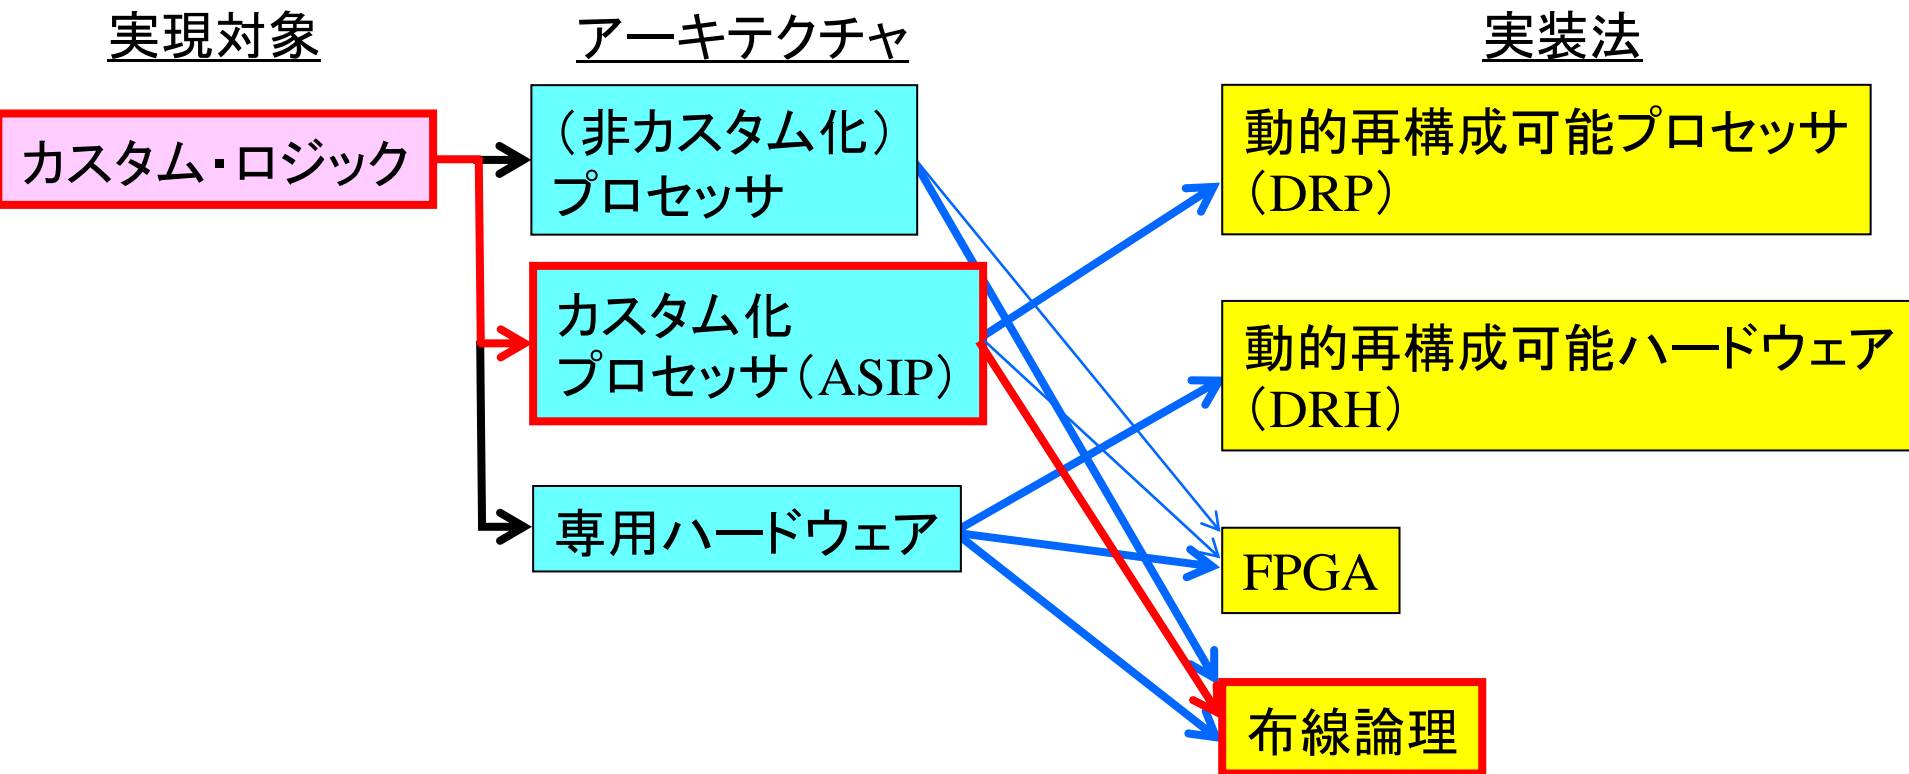 実現対象
アーキテクチャ
実装法
カスタム・ロジック
（非カスタム化）
プロセッサ
カスタム化
プロセッサ（ASIP）
専用ハードウェア
動的再構成可能プロセッサ
（DRP）
動的再構成可能ハードウェア
（DRH）
FPGA
布線論理